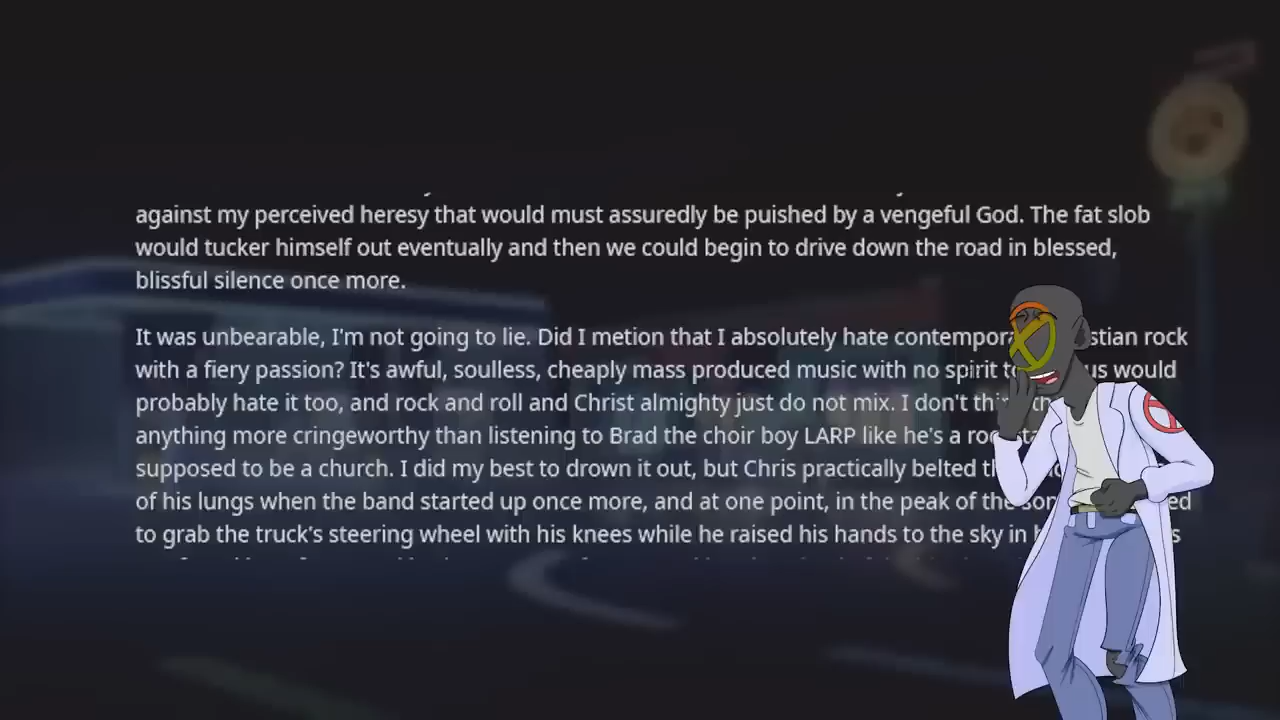 against my perceived heresy that would must assuredly be puished by a vengeful God. The fat slob
would tucker himself out eventually and then we could begin to drive down the road in blessed,
blissful silence once more.
It was unbearable, I'm not going to lie. Did I metion that I absolutely hate contempora stian rock
with a fiery passion? It's awful, soulless, cheaply mass produced music with no spirit us would
probably hate it too, and rock and roll and Christ almighty just do not mix. I don't
anything more cringeworthy than listening to Brad the choir boy LARP like he's a
supposed to be a church. I did my best to drown it out, but Chris practically belted
of his lungs when the band started up once more, and at one point, in the peak of the ed
to grab the truck's steering wheel with his knees while he raised his hands to the sky in s